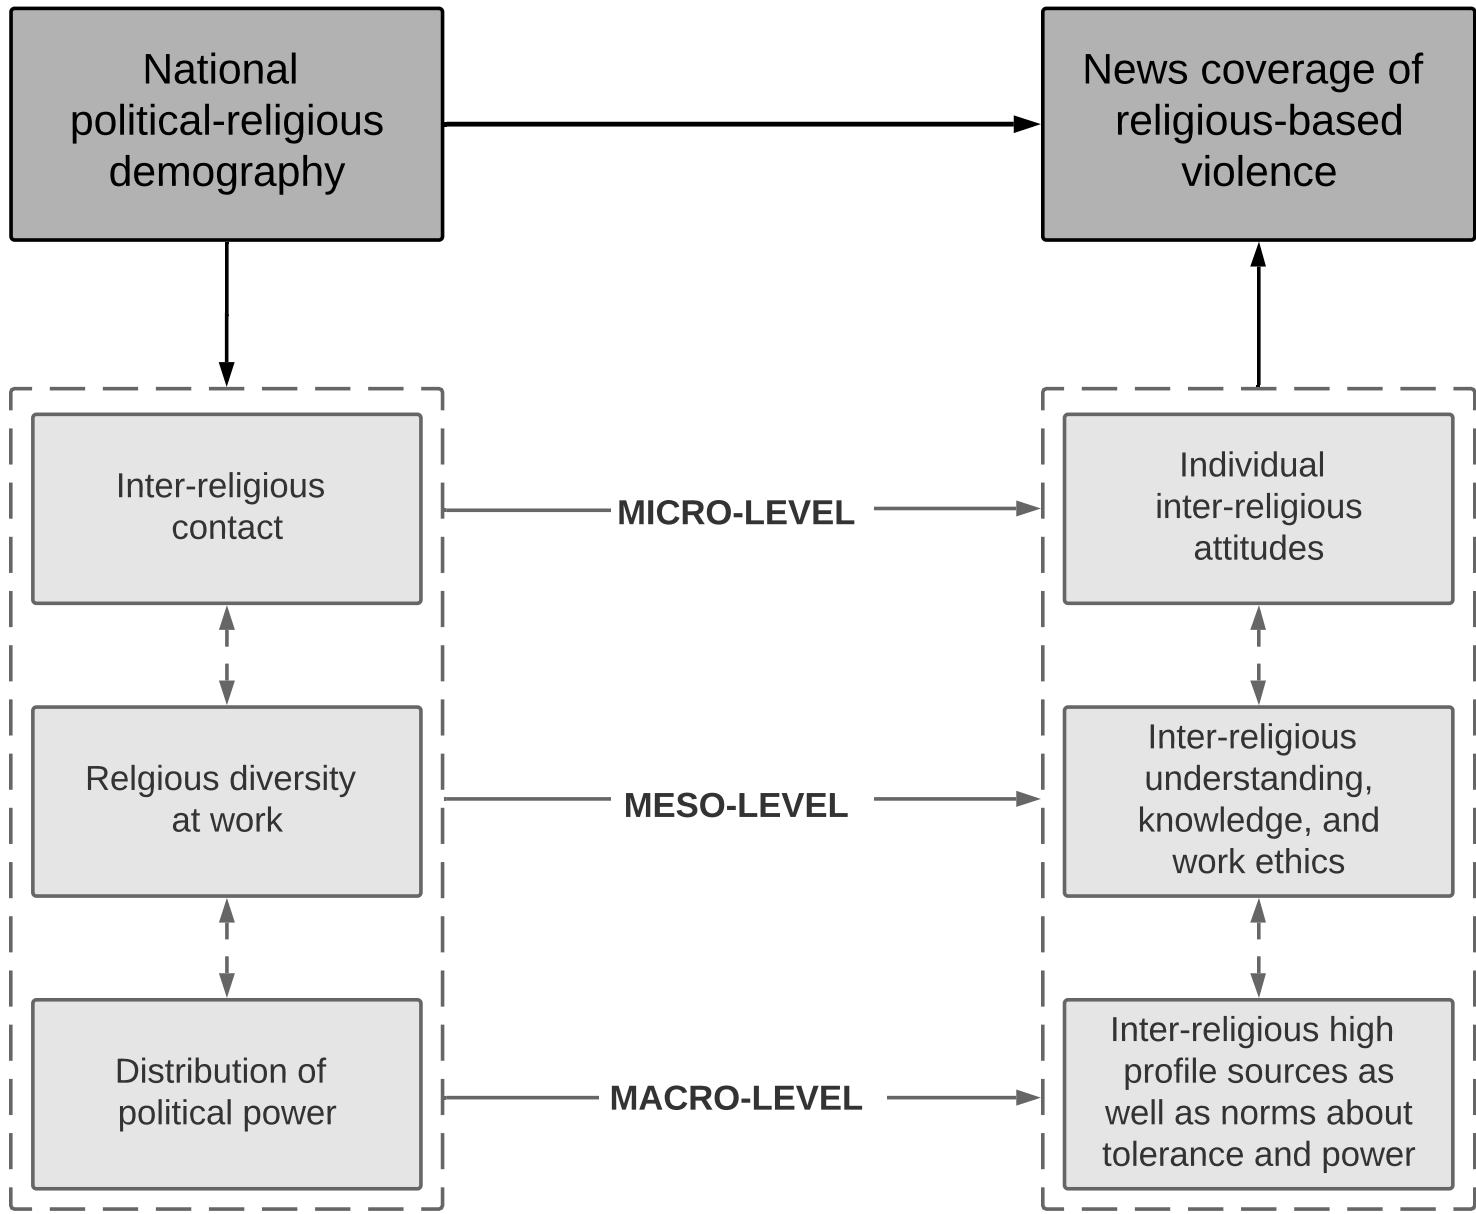 National
political-religious
demography
News coverage of
religious-based
violence
Inter-religious
contact
MICRO-LEVEL
Individual
inter-religious
attitudes
Relgious diversity
at work
MESO-LEVEL
Inter-religious
understanding,
knowledge, and
work ethics
Distribution of
political power
MACRO-LEVEL
Inter-religious high
profile sources as
well as norms about
tolerance and power